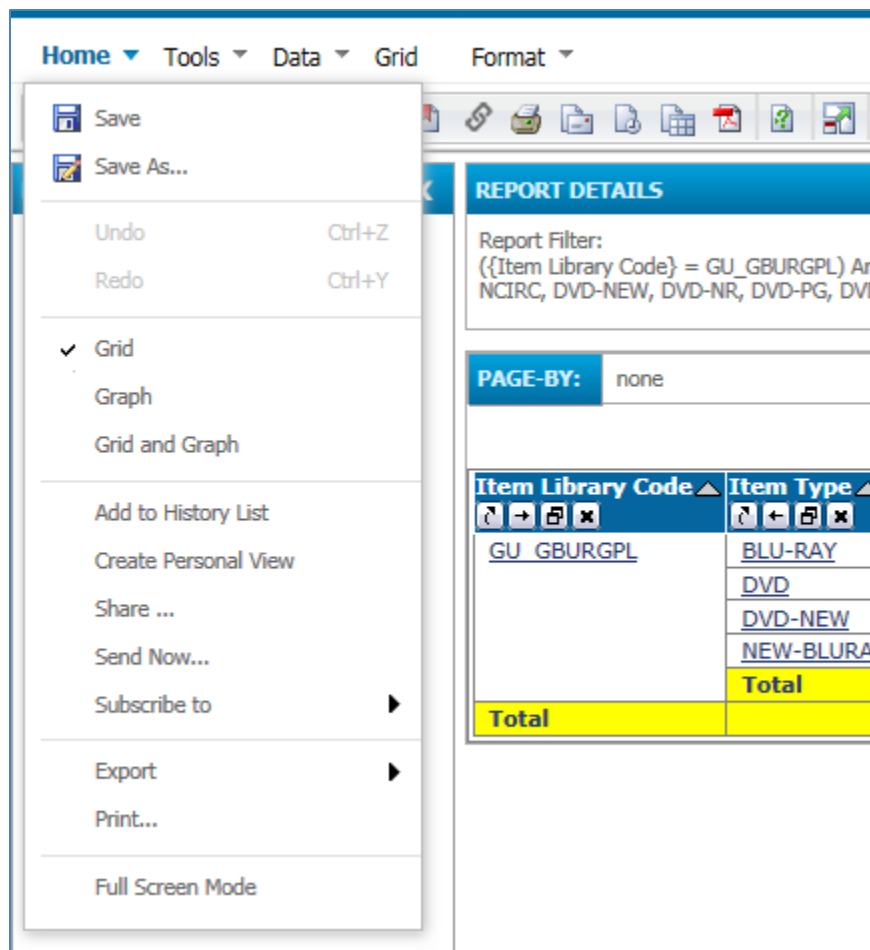 Home Tools Data Grid Format
Save
Save As...
Undo Ctrl+Z
Redo Ctrl+Y
Grid
Graph
Grid and Graph
Add to History List
Create Personal View
Share ...
Send Now...
Subscribe to
Export
Print...
Full Screen Mode
REPORT DETAILS
Report Filter:
({Item Library Code} = GU_GBURGPL) An
NCIRC, DVD-NEW, DVD-NR, DVD-PG, DV
PAGE-BY: none
Item Library Code Item Type
GU_GBURGPL BLU-RAY
DVD
DVD-NEW
NEW-BLURA
Total
Total